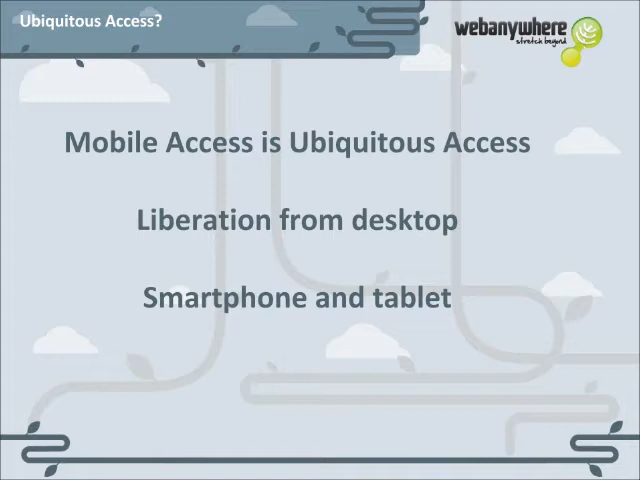 Ubiquitous Access?
webanywhere
stretch beyond
Mobile Access is Ubiquitous Access
Liberation from desktop
Smartphone and tablet